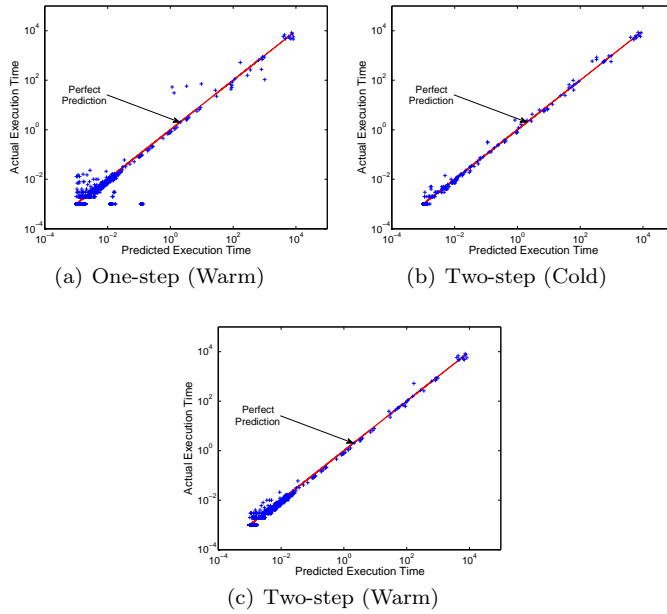 10^4
10^2
10^0
10^-2
10^-4
Actual Execution Time
Perfect
Prediction
10^-4 10^-2 10^0 10^2 10^4
Predicted Execution Time
(a) One-step (Warm)
10^4
10^2
10^0
10^-2
10^-4
Actual Execution Time
Perfect
Prediction
10^-4 10^-2 10^0 10^2 10^4
Predicted Execution Time
(b) Two-step (Cold)
10^4
10^2
10^0
10^-2
10^-4
Actual Execution Time
Perfect
Prediction
10^-4 10^-2 10^0 10^2 10^4
Predicted Execution Time
(c) Two-step (Warm)